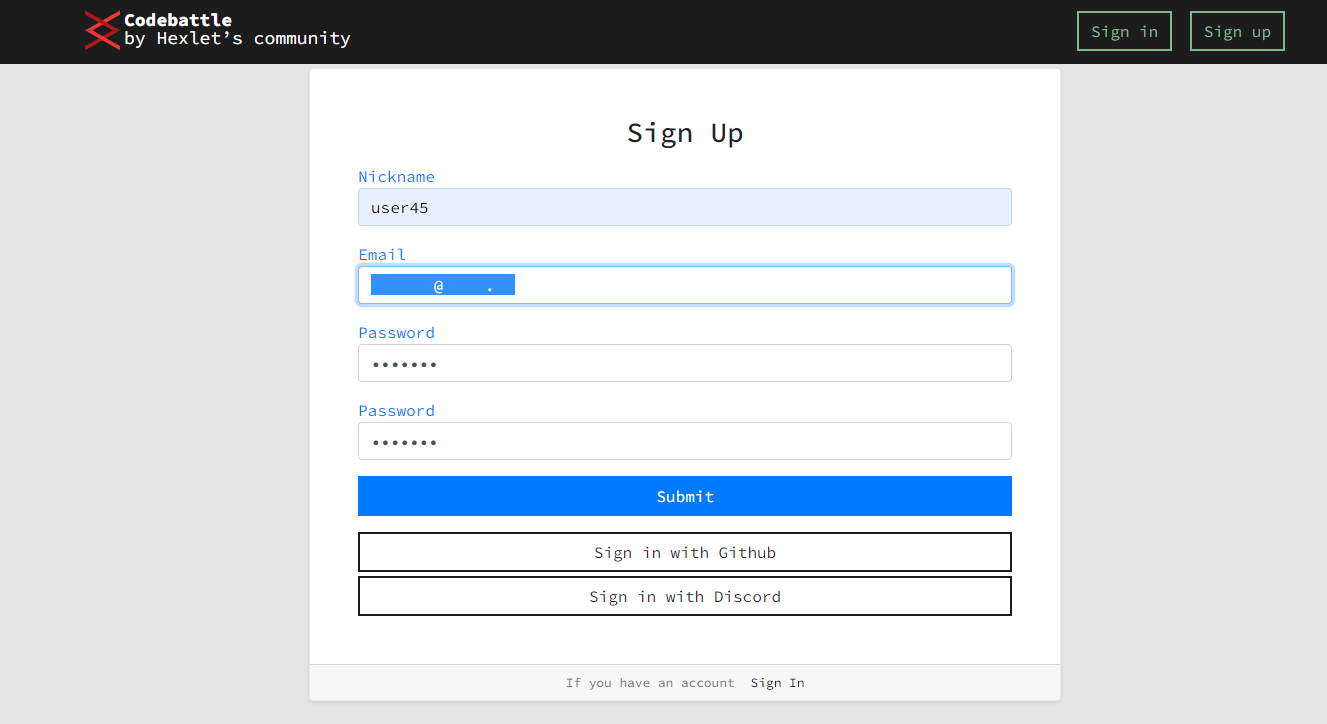 Codebattle
by Hexlet's community
Sign in
Sign up
Sign Up
Nickname
user45
Email
@ .
Password
•••••••
Password
•••••••
Submit
Sign in with Github
Sign in with Discord
If you have an account Sign In